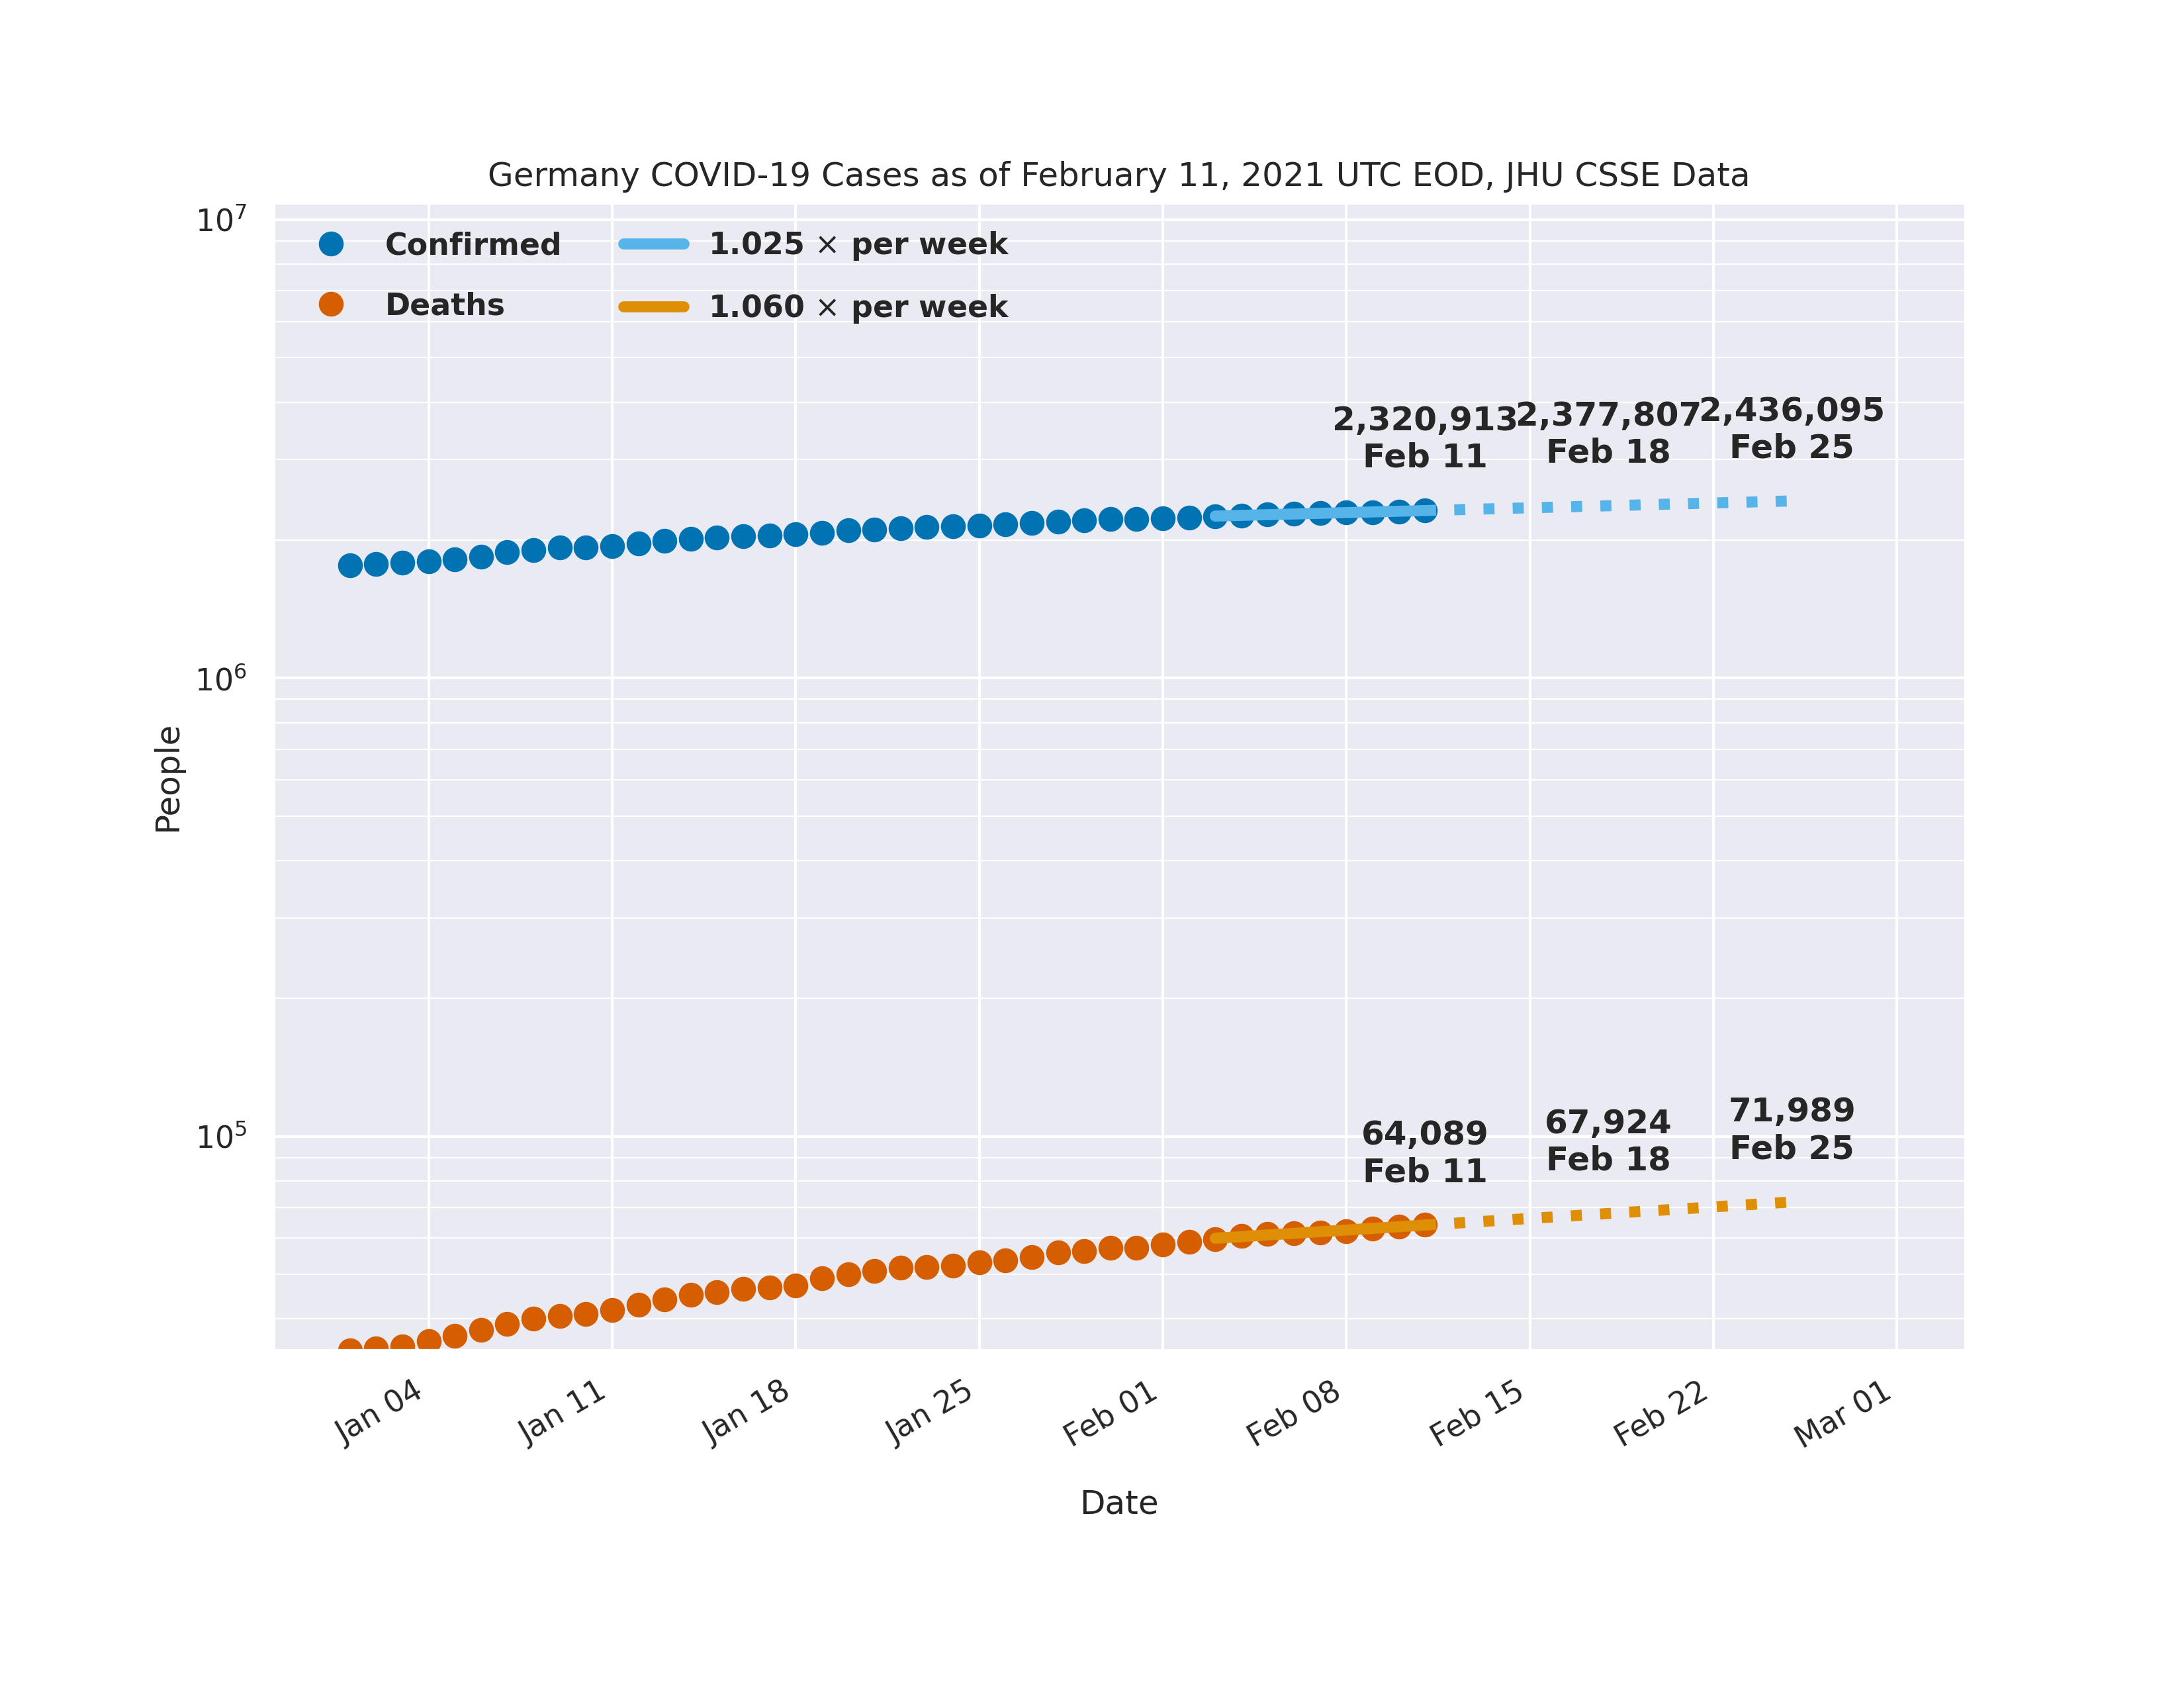 Germany COVID-19 Cases as of February 11, 2021 UTC EOD, JHU CSSE Data
10⁷
Confirmed
1.025 × per week
Deaths
1.060 × per week
2,320,913
Feb 11
2,377,807
Feb 18
2,436,095
Feb 25
10⁶
People
10⁵
64,089
Feb 11
67,924
Feb 18
71,989
Feb 25
Jan 04
Jan 11
Jan 18
Jan 25
Feb 01
Feb 08
Feb 15
Feb 22
Mar 01
Date